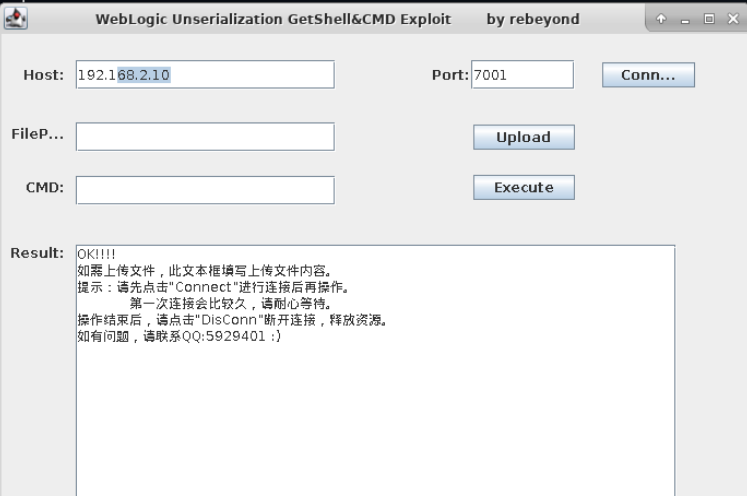 WebLogic Unserialization GetShell&CMD Exploit by rebeyond
Host: 192.168.2.10 Port: 7001 Conn...
FileP... Upload
CMD: Execute
Result: OK!!!!
如需上传文件，此文本框填写上传文件内容。
提示：请先点击"Connect"进行连接后再操作。
第一次连接会比较久，请耐心等待。
操作结束后，请点击"DisConn"断开连接，释放资源。
如有问题，请联系QQ:5929401 :)